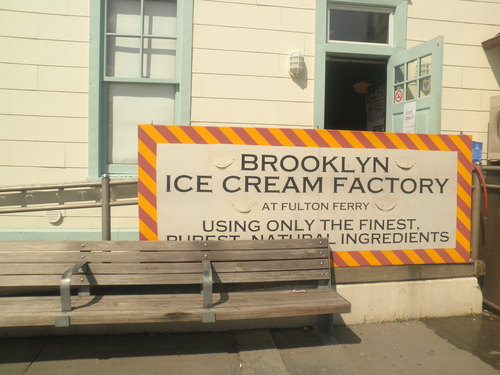 BROOKLYN
ICE CREAM FACTORY
AT FULTON FERRY
USING ONLY THE FINEST,
PUREST, NATURAL INGREDIENTS